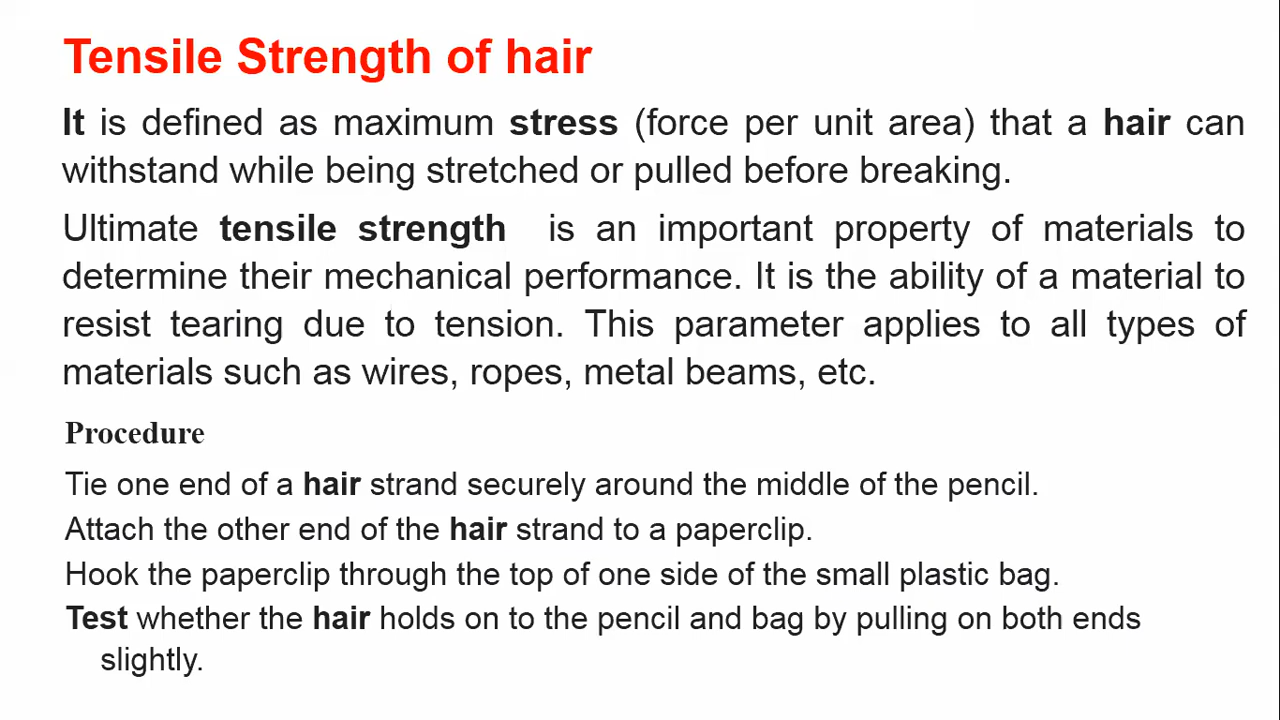 Tensile Strength of hair
It is defined as maximum stress (force per unit area) that a hair can
withstand while being stretched or pulled before breaking.
Ultimate tensile strength is an important property of materials to
determine their mechanical performance. It is the ability of a material to
resist tearing due to tension. This parameter applies to all types of
materials such as wires, ropes, metal beams, etc.
Procedure
Tie one end of a hair strand securely around the middle of the pencil.
Attach the other end of the hair strand to a paperclip.
Hook the paperclip through the top of one side of the small plastic bag.
Test whether the hair holds on to the pencil and bag by pulling on both ends
slightly.